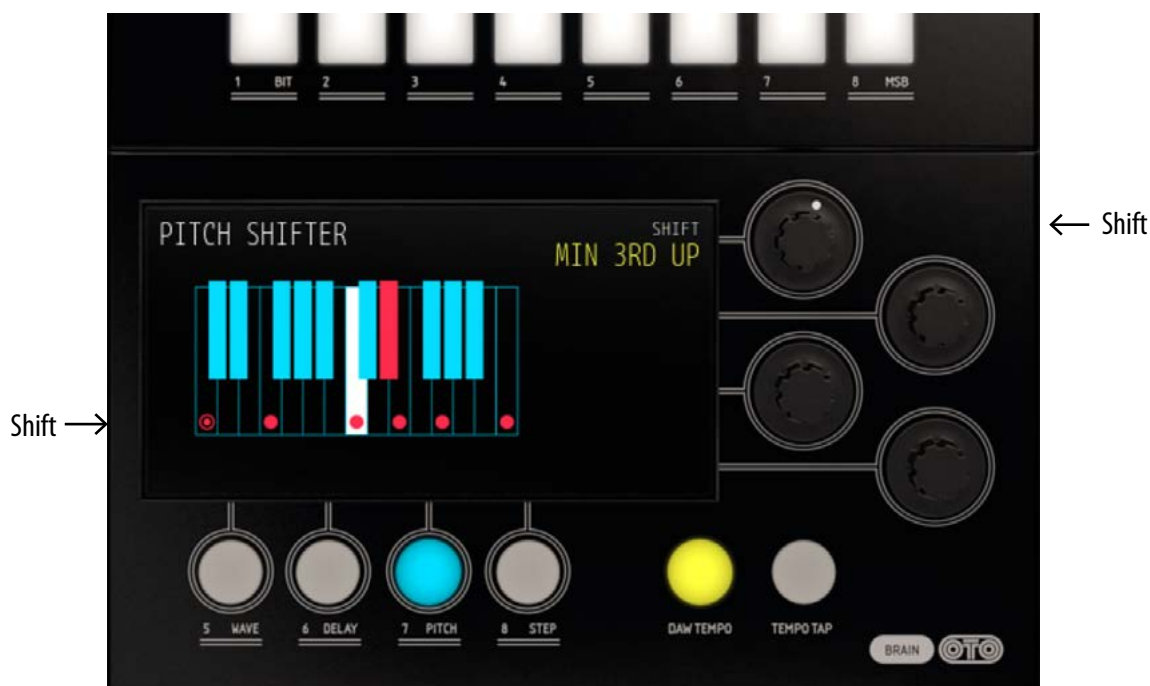 1 BIT 2 3 4 5 6 7 8 MSB
PITCH SHIFTER
SHIFT
MIN 3RD UP
← Shift
Shift →
5 WAVE 6 DELAY 7 PITCH 8 STEP
DAW TEMPO TEMPO TAP
BRAIN OTO